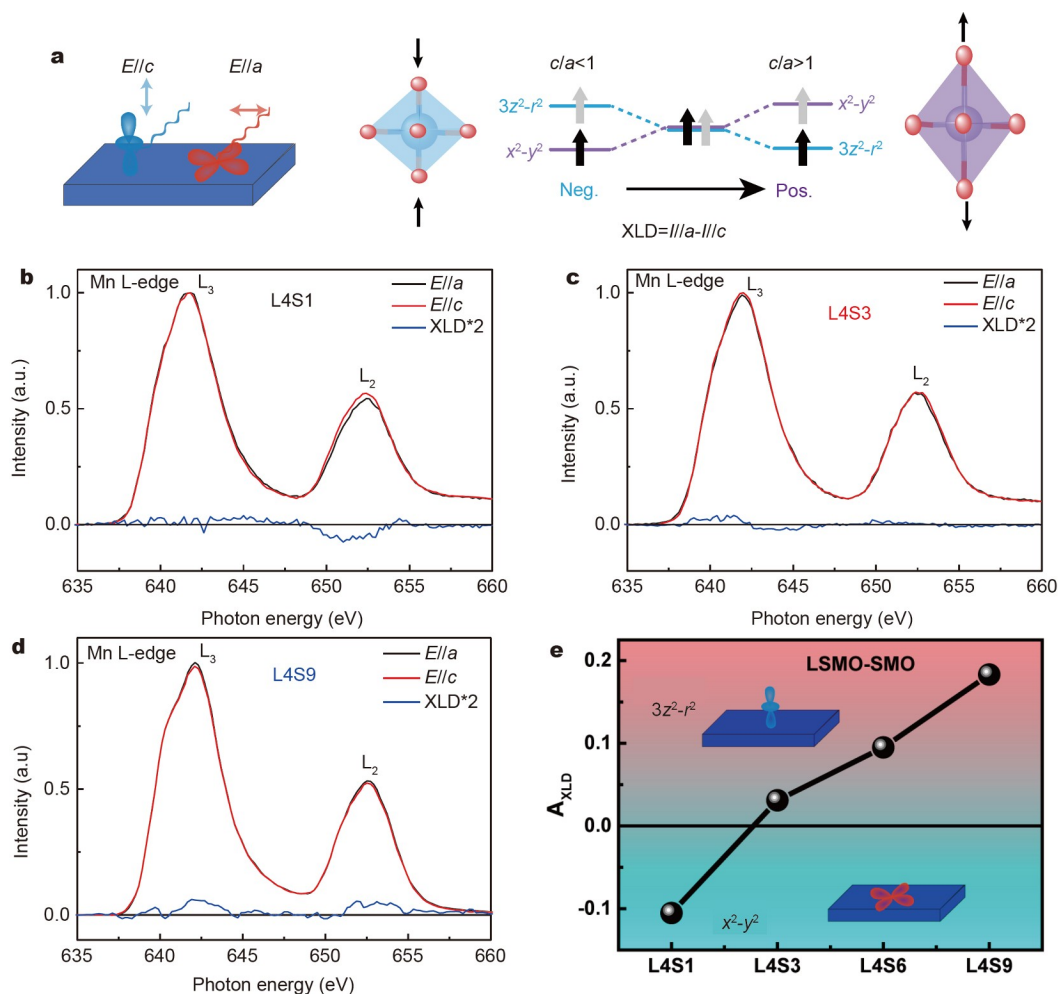 a
E//c
E//a
c/a<1
c/a>1
3z²-r²
x²-y²
x²-y²
3z²-r²
Neg.
Pos.
XLD=I//a-I//c
b
Mn L-edge
L₃
L4S1
E//a
E//c
XLD*2
L₂
Intensity (a.u.)
1.0
0.5
0.0
635
640
645
650
655
660
Photon energy (eV)
c
Mn L-edge
L₃
L4S3
E//a
E//c
XLD*2
L₂
Intensity (a.u.)
1.0
0.5
0.0
635
640
645
650
655
660
Photon energy (eV)
d
Mn L-edge
L₃
L4S9
E//a
E//c
XLD*2
L₂
Intensity (a.u)
1.0
0.5
0.0
635
640
645
650
655
660
Photon energy (eV)
e
LSMO-SMO
3z²-r²
x²-y²
A_XLD
0.2
0.1
0.0
-0.1
L4S1
L4S3
L4S6
L4S9